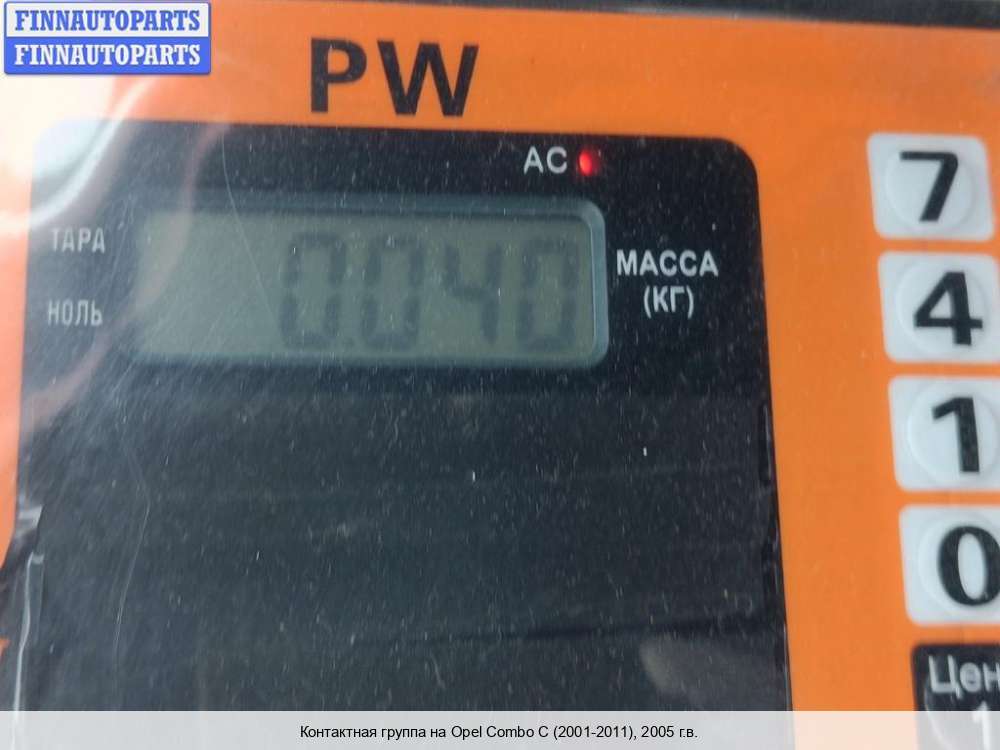 FINNAUTOPARTS
FINNAUTOPARTS
PW
AC
7
ТАРА
0.040
МАССА
(КГ)
НОЛЬ
4
1
0
Контактная группа на Opel Combo C (2001-2011), 2005 г.в.